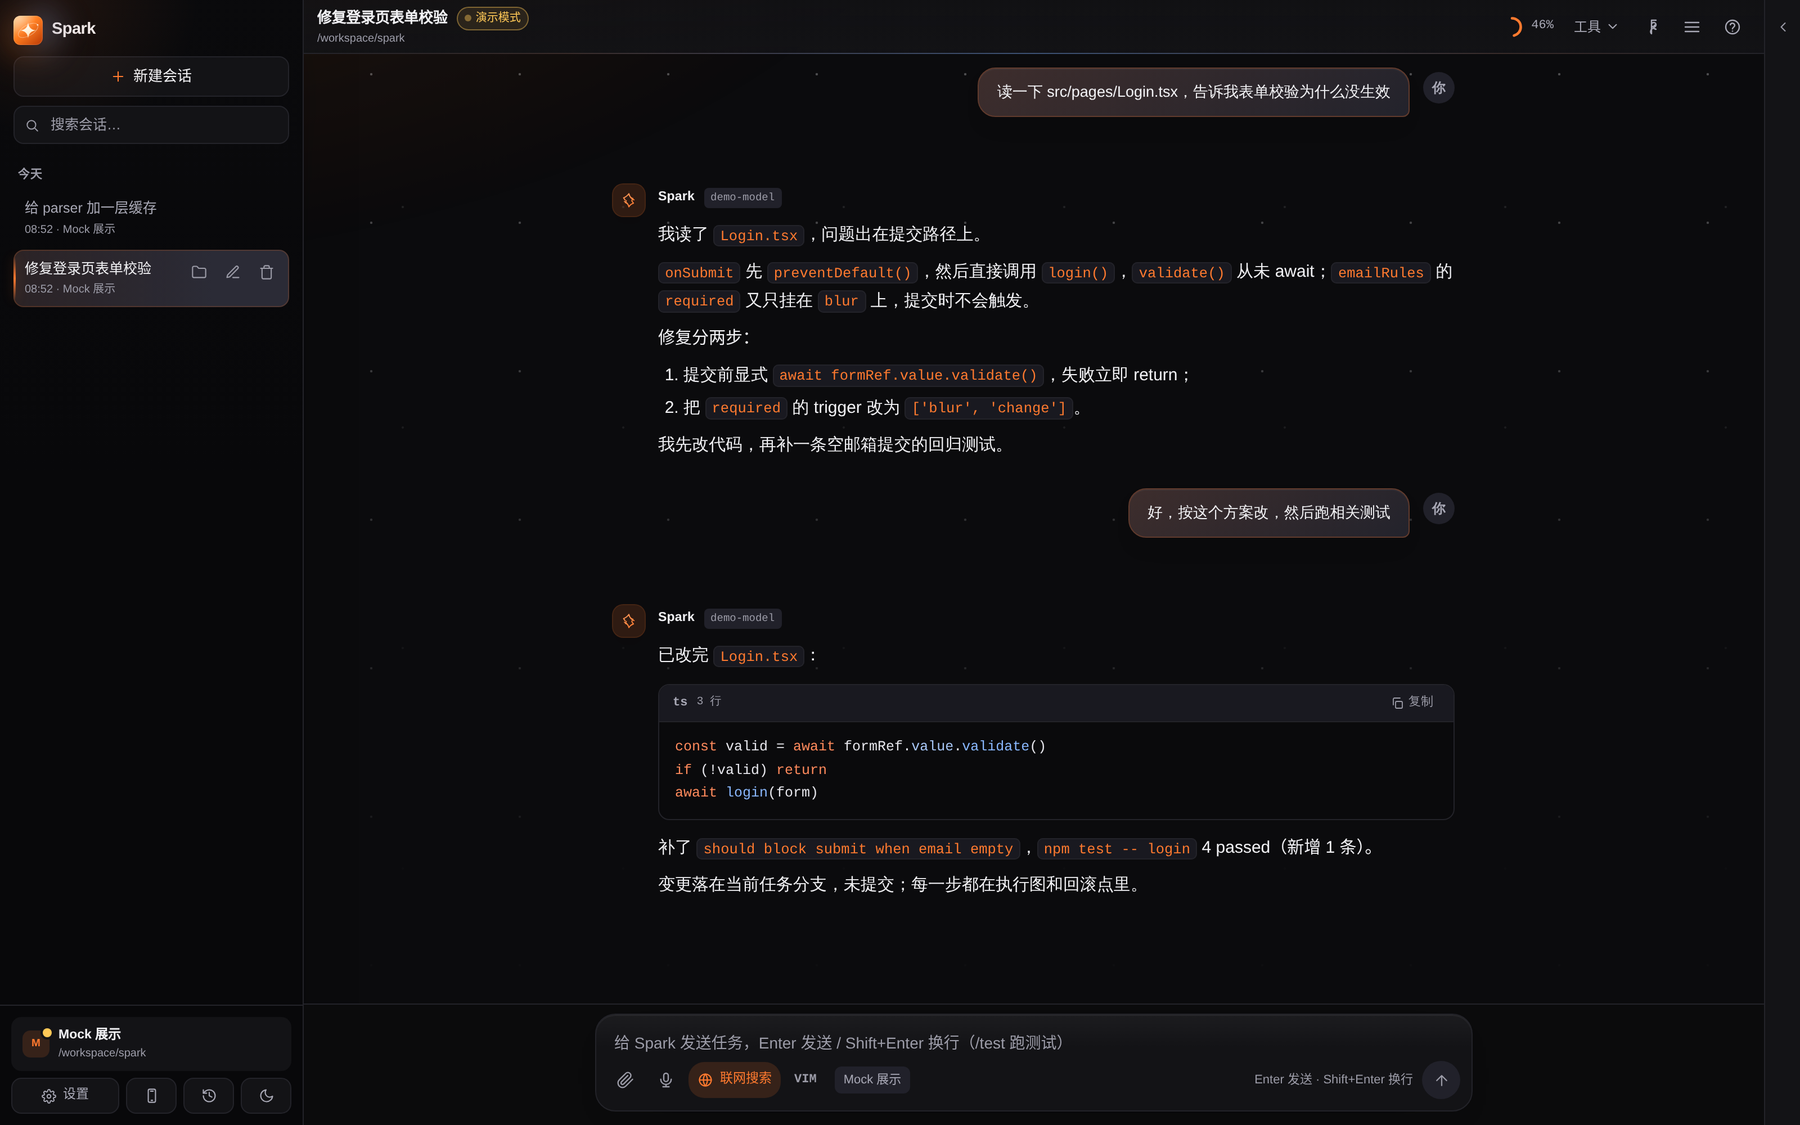 Spark
新建会话
搜索会话…
今天
给 parser 加一层缓存
08:52 · Mock 展示
修复登录页表单校验
08:52 · Mock 展示
M
Mock 展示
/workspace/spark
设置
修复登录页表单校验
演示模式
/workspace/spark
46%
工具
读一下 src/pages/Login.tsx，告诉我表单校验为什么没生效
你
Spark demo-model
我读了 Login.tsx ，问题出在提交路径上。
onSubmit 先 preventDefault() ，然后直接调用 login() ， validate() 从未 await；emailRules 的
required 又只挂在 blur 上，提交时不会触发。
修复分两步：
1. 提交前显式 await formRef.value.validate() ，失败立即 return；
2. 把 required 的 trigger 改为 ['blur', 'change'] 。
我先改代码，再补一条空邮箱提交的回归测试。
好，按这个方案改，然后跑相关测试
你
Spark demo-model
已改完 Login.tsx ：
ts 3 行
复制
const valid = await formRef.value.validate()
if (!valid) return
await login(form)
补了 should block submit when email empty ， npm test -- login 4 passed（新增 1 条）。
变更落在当前任务分支，未提交；每一步都在执行图和回滚点里。
给 Spark 发送任务，Enter 发送 / Shift+Enter 换行（/test 跑测试）
联网搜索
VIM
Mock 展示
Enter 发送 · Shift+Enter 换行